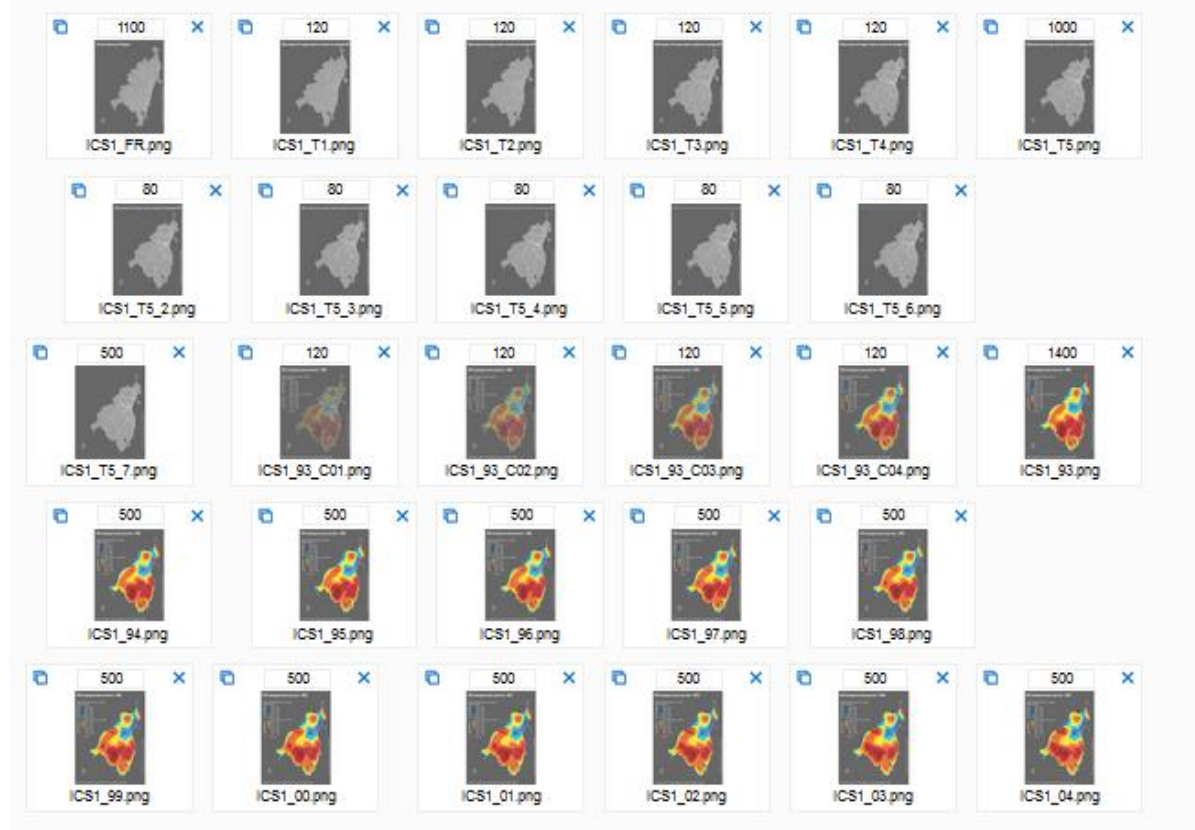 1100 120 120 120 120 1000
ICS1_FR.png ICS1_T1.png ICS1_T2.png ICS1_T3.png ICS1_T4.png ICS1_T5.png
80 80 80 80 80
ICS1_T5_2.png ICS1_T5_3.png ICS1_T5_4.png ICS1_T5_5.png ICS1_T5_6.png
500 120 120 120 120 1400
ICS1_T5_7.png ICS1_93_C01.png ICS1_93_C02.png ICS1_93_C03.png ICS1_93_C04.png ICS1_93.png
500 500 500 500 500
ICS1_94.png ICS1_95.png ICS1_96.png ICS1_97.png ICS1_98.png
500 500 500 500 500 500
ICS1_99.png ICS1_00.png ICS1_01.png ICS1_02.png ICS1_03.png ICS1_04.png